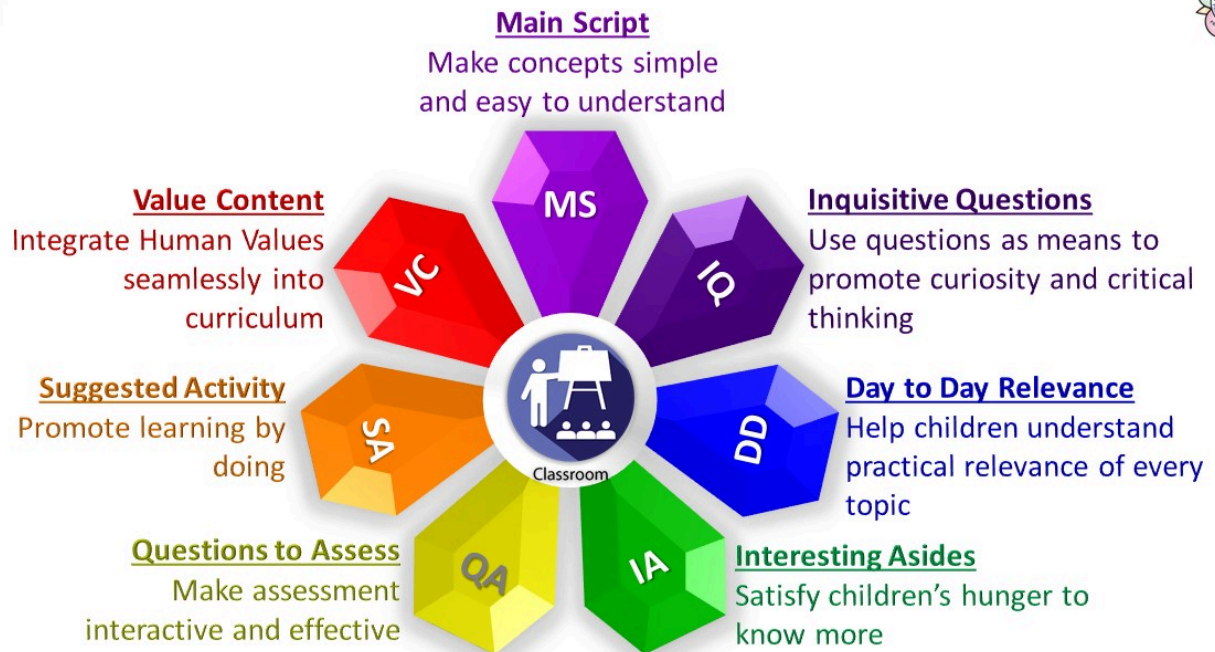 Main Script
Make concepts simple
and easy to understand
MS
Value Content
Integrate Human Values
seamlessly into
curriculum
VC
Inquisitive Questions
Use questions as means to
promote curiosity and critical
thinking
IQ
Suggested Activity
Promote learning by
doing
SA
Day to Day Relevance
Help children understand
practical relevance of every
topic
DD
Classroom
Questions to Assess
Make assessment
interactive and effective
QA
Interesting Asides
Satisfy children’s hunger to
know more
IA